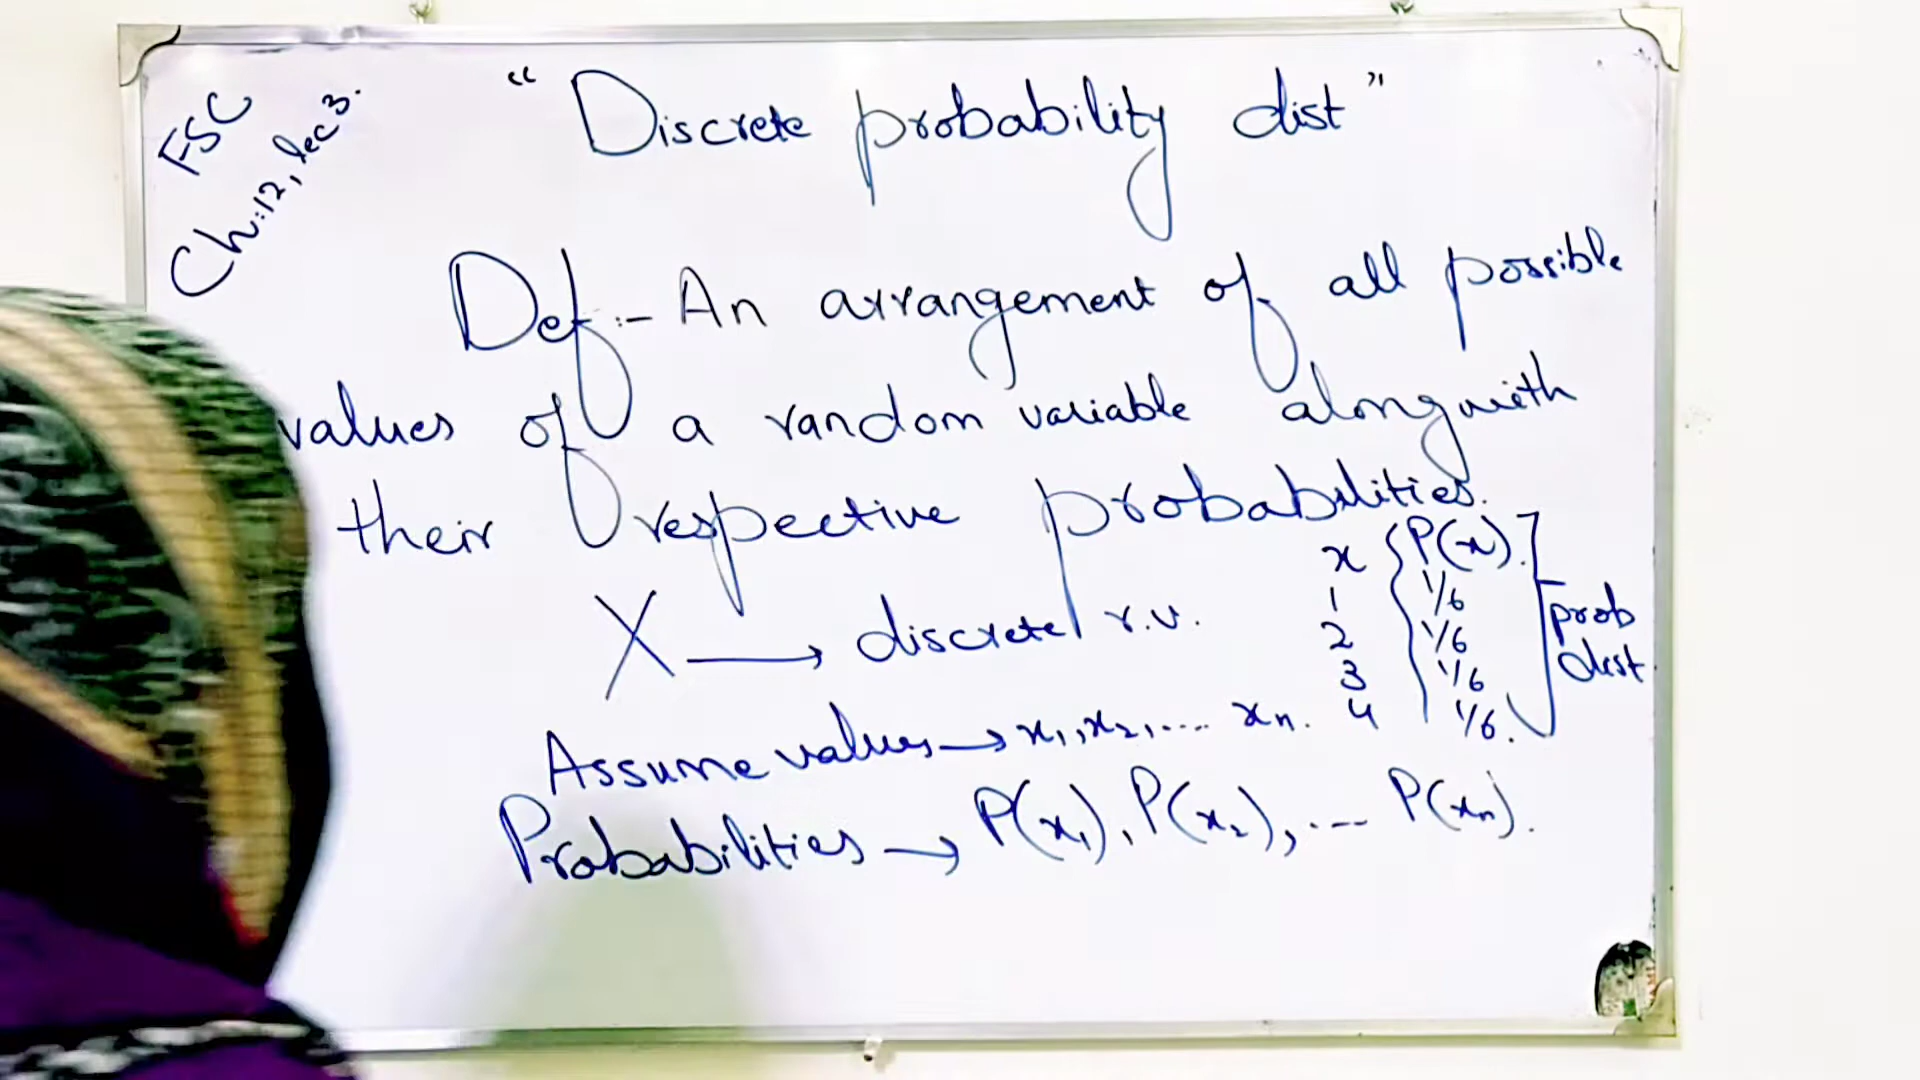 FSC
Ch:12, lec 3.
"Discrete probability dist"
Def:- An arrangement of all possible
values of a random variable alongwith
their respective probabilities.
X → discrete r.v.
x P(x).
1 1/6
2 1/6
3 1/6
4 1/6.
prob
dist
Assume values → x₁, x₂, .... xₙ.
Probabilities → P(x₁), P(x₂), .... P(xₙ).